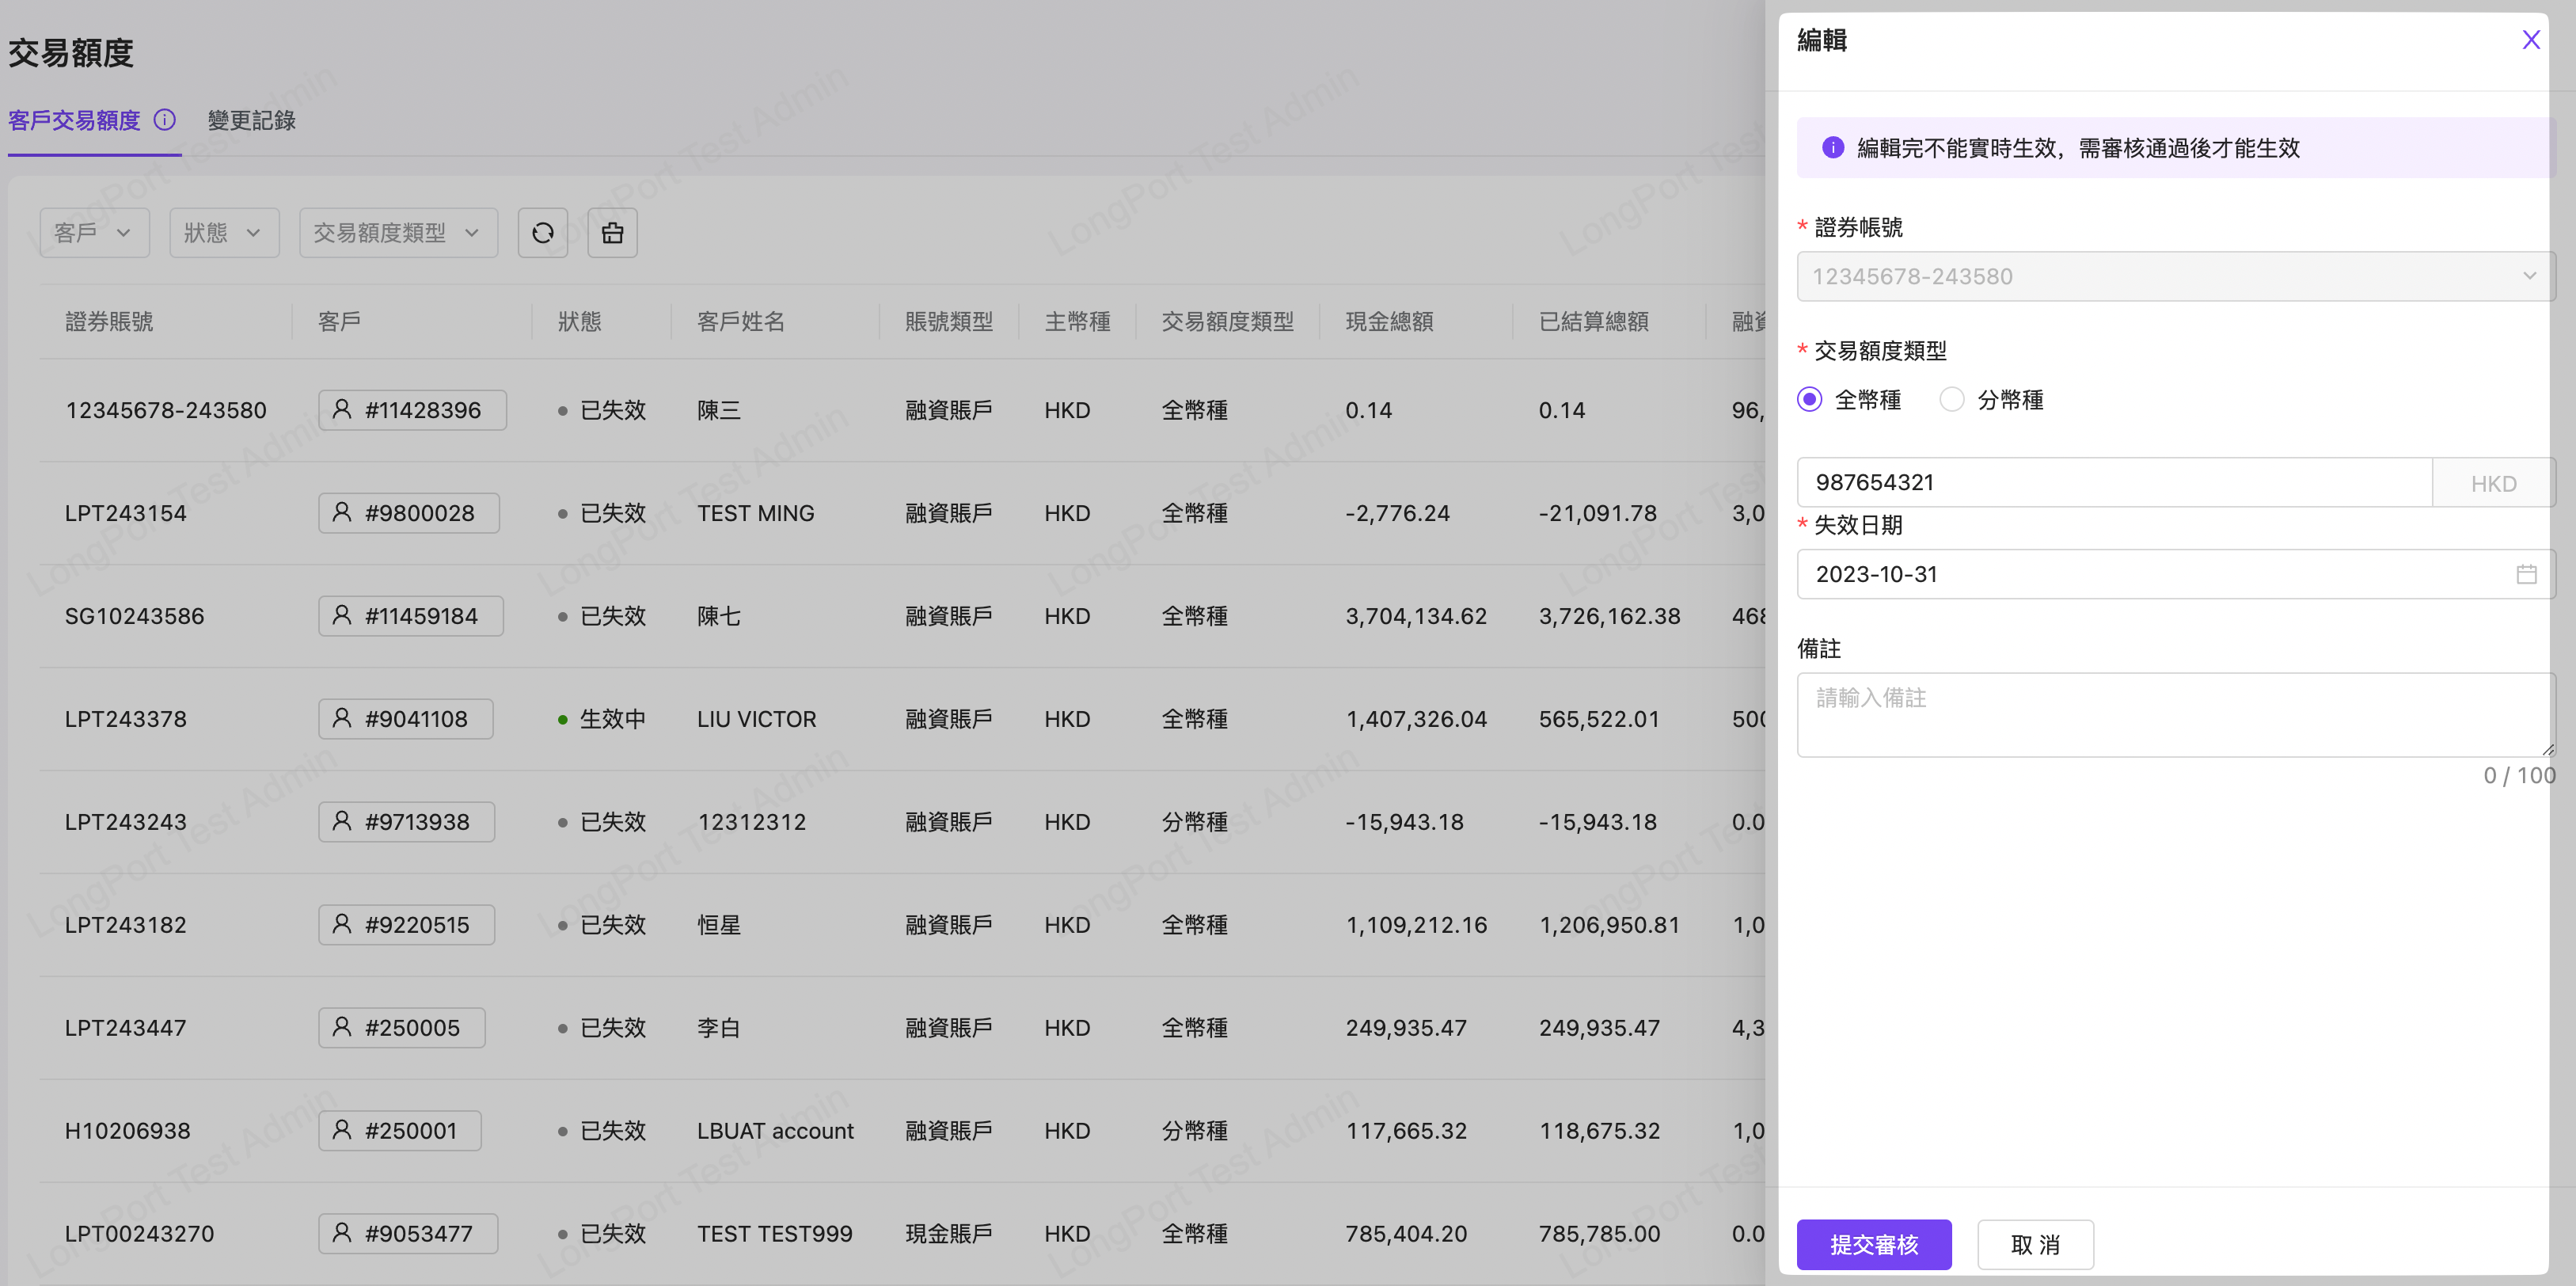 交易額度
客戶交易額度 變更記錄
客戶 狀態 交易額度類型
證券賬號 客戶 狀態 客戶姓名 賬號類型 主幣種 交易額度類型 現金總額 已結算總額 融資
12345678-243580 #11428396 已失效 陳三 融資賬戶 HKD 全幣種 0.14 0.14 96,
LPT243154 #9800028 已失效 TEST MING 融資賬戶 HKD 全幣種 -2,776.24 -21,091.78 3,0
SG10243586 #11459184 已失效 陳七 融資賬戶 HKD 全幣種 3,704,134.62 3,726,162.38 468
LPT243378 #9041108 生效中 LIU VICTOR 融資賬戶 HKD 全幣種 1,407,326.04 565,522.01 500
LPT243243 #9713938 已失效 12312312 融資賬戶 HKD 分幣種 -15,943.18 -15,943.18 0.0
LPT243182 #9220515 已失效 恒星 融資賬戶 HKD 全幣種 1,109,212.16 1,206,950.81 1,0
LPT243447 #250005 已失效 李白 融資賬戶 HKD 全幣種 249,935.47 249,935.47 4,3
H10206938 #250001 已失效 LBUAT account 融資賬戶 HKD 分幣種 117,665.32 118,675.32 1,0
LPT00243270 #9053477 已失效 TEST TEST999 現金賬戶 HKD 全幣種 785,404.20 785,785.00 0.0
LongPort Test Admin
編輯
編輯完不能實時生效，需審核通過後才能生效
* 證券帳號
12345678-243580
* 交易額度類型
全幣種 分幣種
987654321 HKD
* 失效日期
2023-10-31
備註
請輸入備註
0 / 100
提交審核 取 消